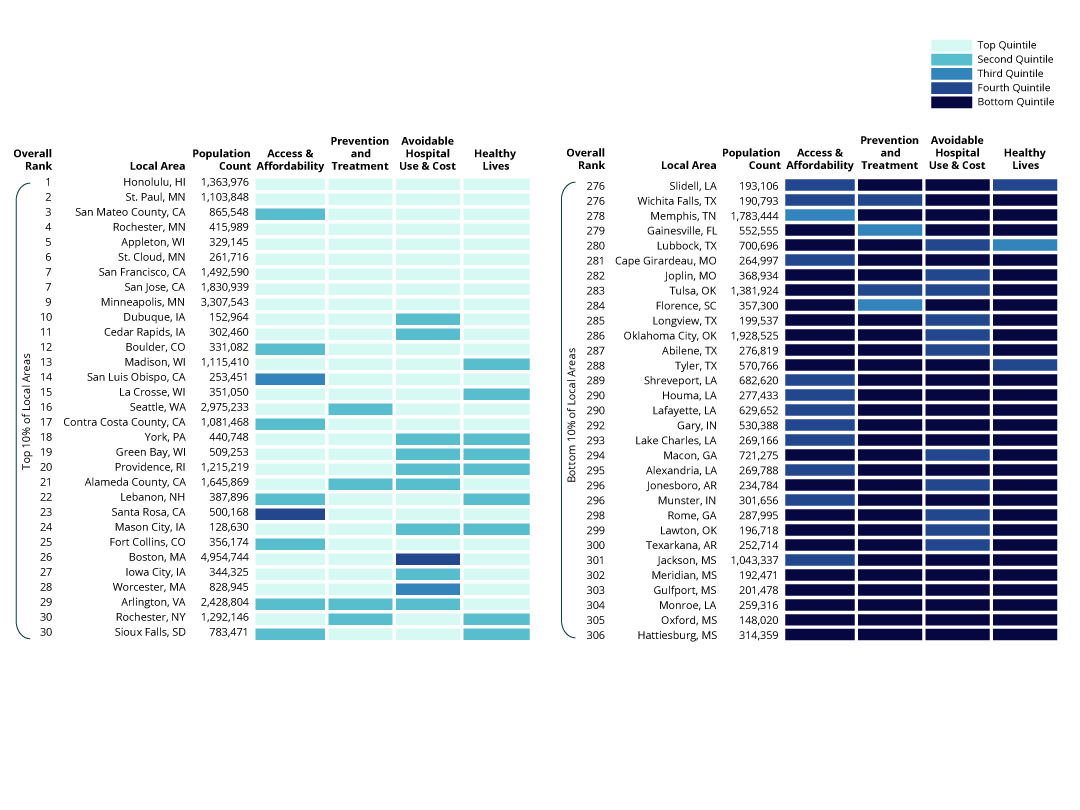 Top Quintile
Second Quintile
Third Quintile
Fourth Quintile
Bottom Quintile
Overall Rank Local Area Population Count Access & Affordability Prevention and Treatment Avoidable Hospital Use & Cost Healthy Lives
Top 10% of Local Areas
1 Honolulu, HI 1,363,976
2 St. Paul, MN 1,103,848
3 San Mateo County, CA 865,548
4 Rochester, MN 415,989
5 Appleton, WI 329,145
6 St. Cloud, MN 261,716
7 San Francisco, CA 1,492,590
7 San Jose, CA 1,830,939
9 Minneapolis, MN 3,307,543
10 Dubuque, IA 152,964
11 Cedar Rapids, IA 302,460
12 Boulder, CO 331,082
13 Madison, WI 1,115,410
14 San Luis Obispo, CA 253,451
15 La Crosse, WI 351,050
16 Seattle, WA 2,975,233
17 Contra Costa County, CA 1,081,468
18 York, PA 440,748
19 Green Bay, WI 509,253
20 Providence, RI 1,215,219
21 Alameda County, CA 1,645,869
22 Lebanon, NH 387,896
23 Santa Rosa, CA 500,168
24 Mason City, IA 128,630
25 Fort Collins, CO 356,174
26 Boston, MA 4,954,744
27 Iowa City, IA 344,325
28 Worcester, MA 828,945
29 Arlington, VA 2,428,804
30 Rochester, NY 1,292,146
30 Sioux Falls, SD 783,471
Overall Rank Local Area Population Count Access & Affordability Prevention and Treatment Avoidable Hospital Use & Cost Healthy Lives
Bottom 10% of Local Areas
276 Slidell, LA 193,106
276 Wichita Falls, TX 190,793
278 Memphis, TN 1,783,444
279 Gainesville, FL 552,555
280 Lubbock, TX 700,696
281 Cape Girardeau, MO 264,997
282 Joplin, MO 368,934
283 Tulsa, OK 1,381,924
284 Florence, SC 357,300
285 Longview, TX 199,537
286 Oklahoma City, OK 1,928,525
287 Abilene, TX 276,819
288 Tyler, TX 570,766
289 Shreveport, LA 682,620
290 Houma, LA 277,433
290 Lafayette, LA 629,652
292 Gary, IN 530,388
293 Lake Charles, LA 269,166
294 Macon, GA 721,275
295 Alexandria, LA 269,788
296 Jonesboro, AR 234,784
296 Munster, IN 301,656
298 Rome, GA 287,995
299 Lawton, OK 196,718
300 Texarkana, AR 252,714
301 Jackson, MS 1,043,337
302 Meridian, MS 192,471
303 Gulfport, MS 201,478
304 Monroe, LA 259,316
305 Oxford, MS 148,020
306 Hattiesburg, MS 314,359